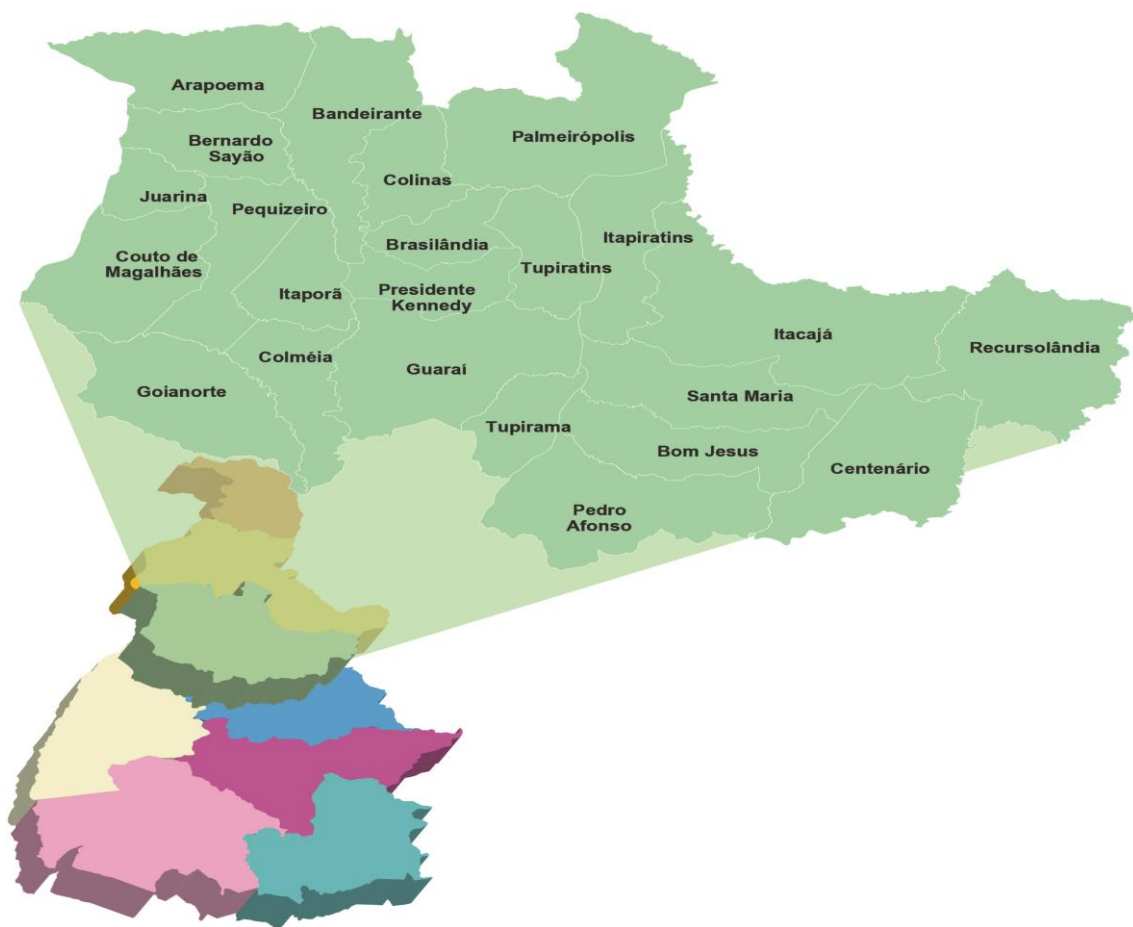 Arapoema
Bandeirante
Bernardo
Sayão
Palmeirópolis
Colinas
Juarina
Pequizeiro
Itapiratins
Brasilândia
Couto de
Magalhães
Tupiratins
Itaporã
Presidente
Kennedy
Itacajá
Recursolândia
Colméia
Guaraí
Goianorte
Santa Maria
Tupirama
Bom Jesus
Centenário
Pedro
Afonso